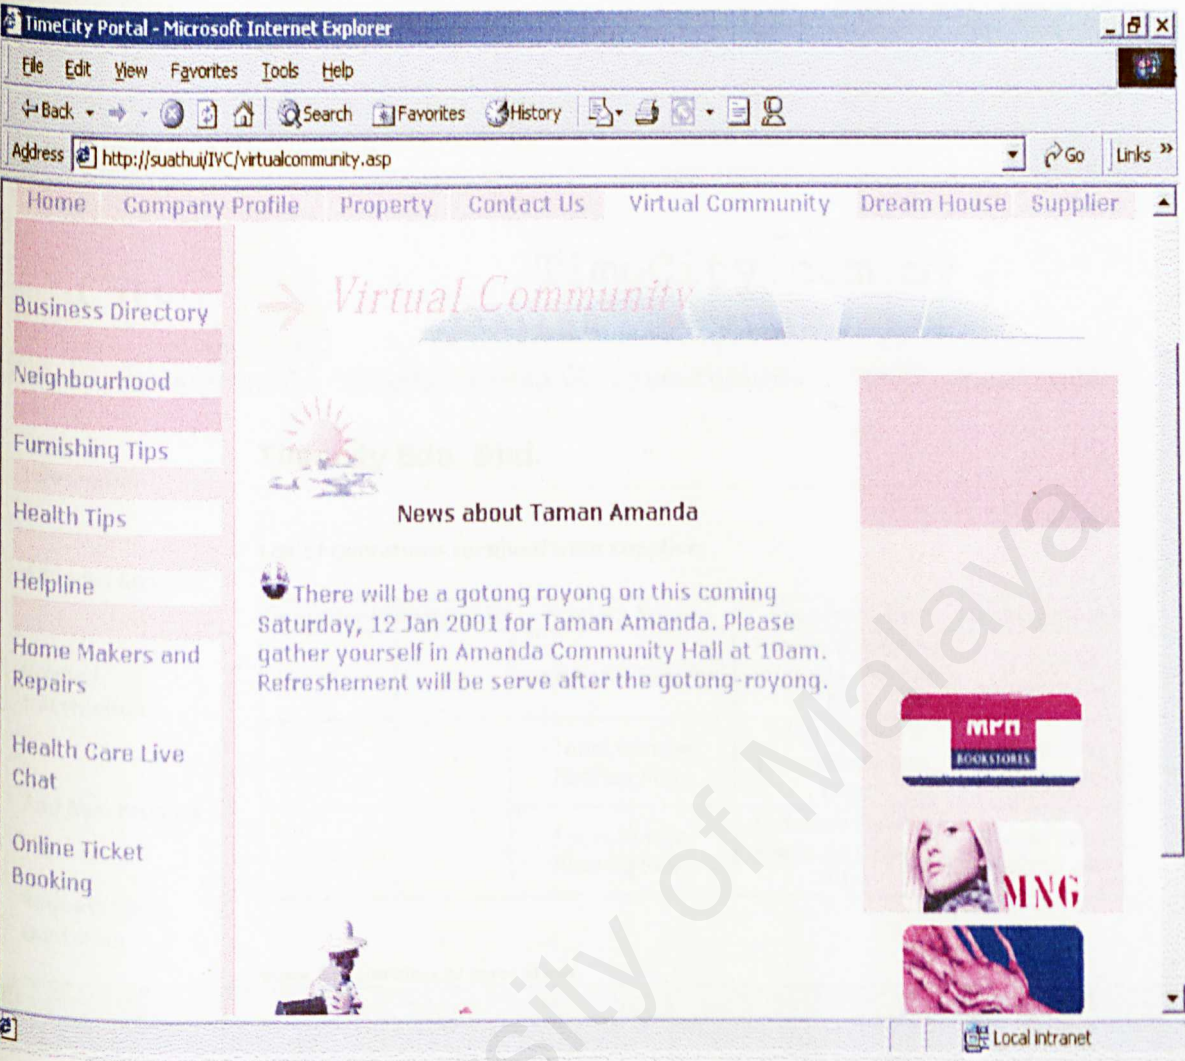 TimeCity Portal - Microsoft Internet Explorer
File Edit View Favorites Tools Help
Back Search Favorites History
Address http://suathui/IVC/virtualcommunity.asp Go Links »
Home Company Profile Property Contact Us Virtual Community Dream House Supplier
Virtual Community
Business Directory
Neighbourhood
Furnishing Tips
Health Tips
Helpline
Home Makers and
Repairs
Health Care Live
Chat
Online Ticket
Booking
News about Taman Amanda
There will be a gotong royong on this coming
Saturday, 12 Jan 2001 for Taman Amanda. Please
gather yourself in Amanda Community Hall at 10am.
Refreshement will be serve after the gotong-royong.
MPH
BOOKSTORES
MNG
Local intranet
sity of Malaya